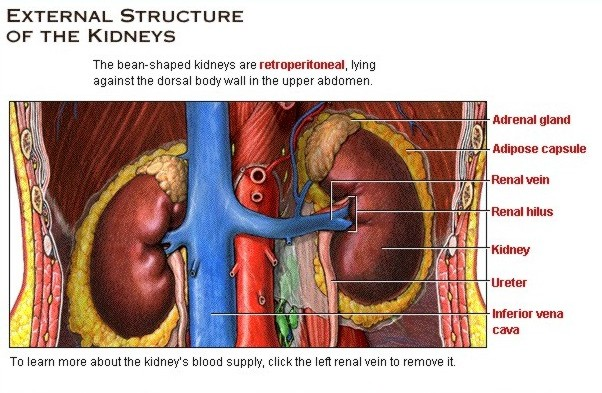 EXTERNAL STRUCTURE
OF THE KIDNEYS
The bean-shaped kidneys are retroperitoneal, lying
against the dorsal body wall in the upper abdomen.
Adrenal gland
Adipose capsule
Renal vein
Renal hilus
Kidney
Ureter
Inferior vena
cava
To learn more about the kidney's blood supply, click the left renal vein to remove it.